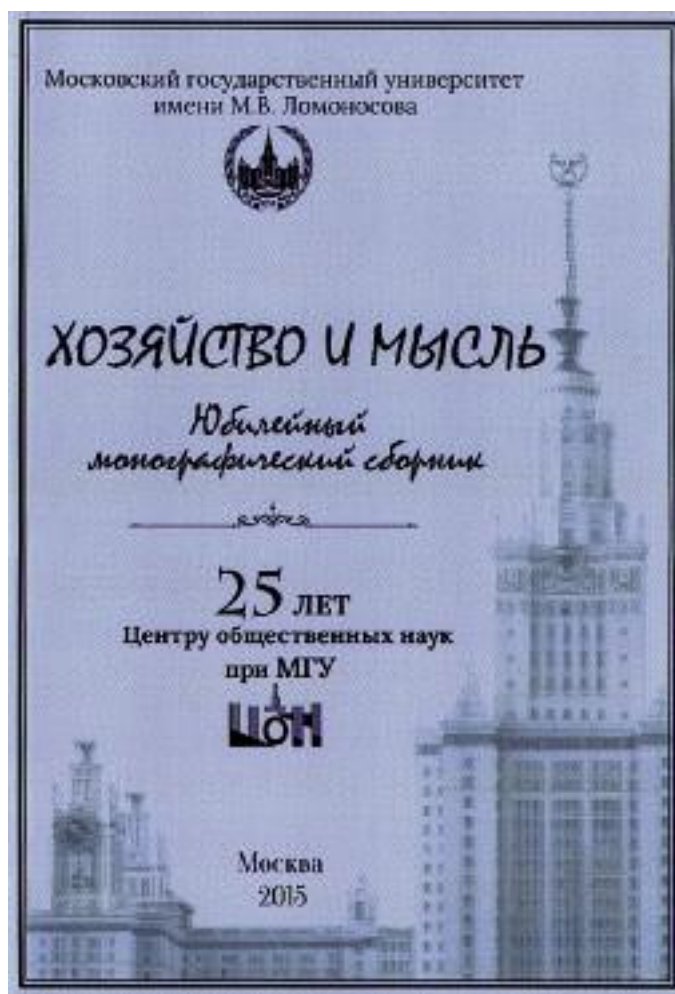 Московский государственный университет
имени М.В. Ломоносова
ХОЗЯЙСТВО И МЫСЛЬ
Юбилейный
монографический сборник
25 ЛЕТ
Центру общественных наук
при МГУ
ЦОН
Москва
2015